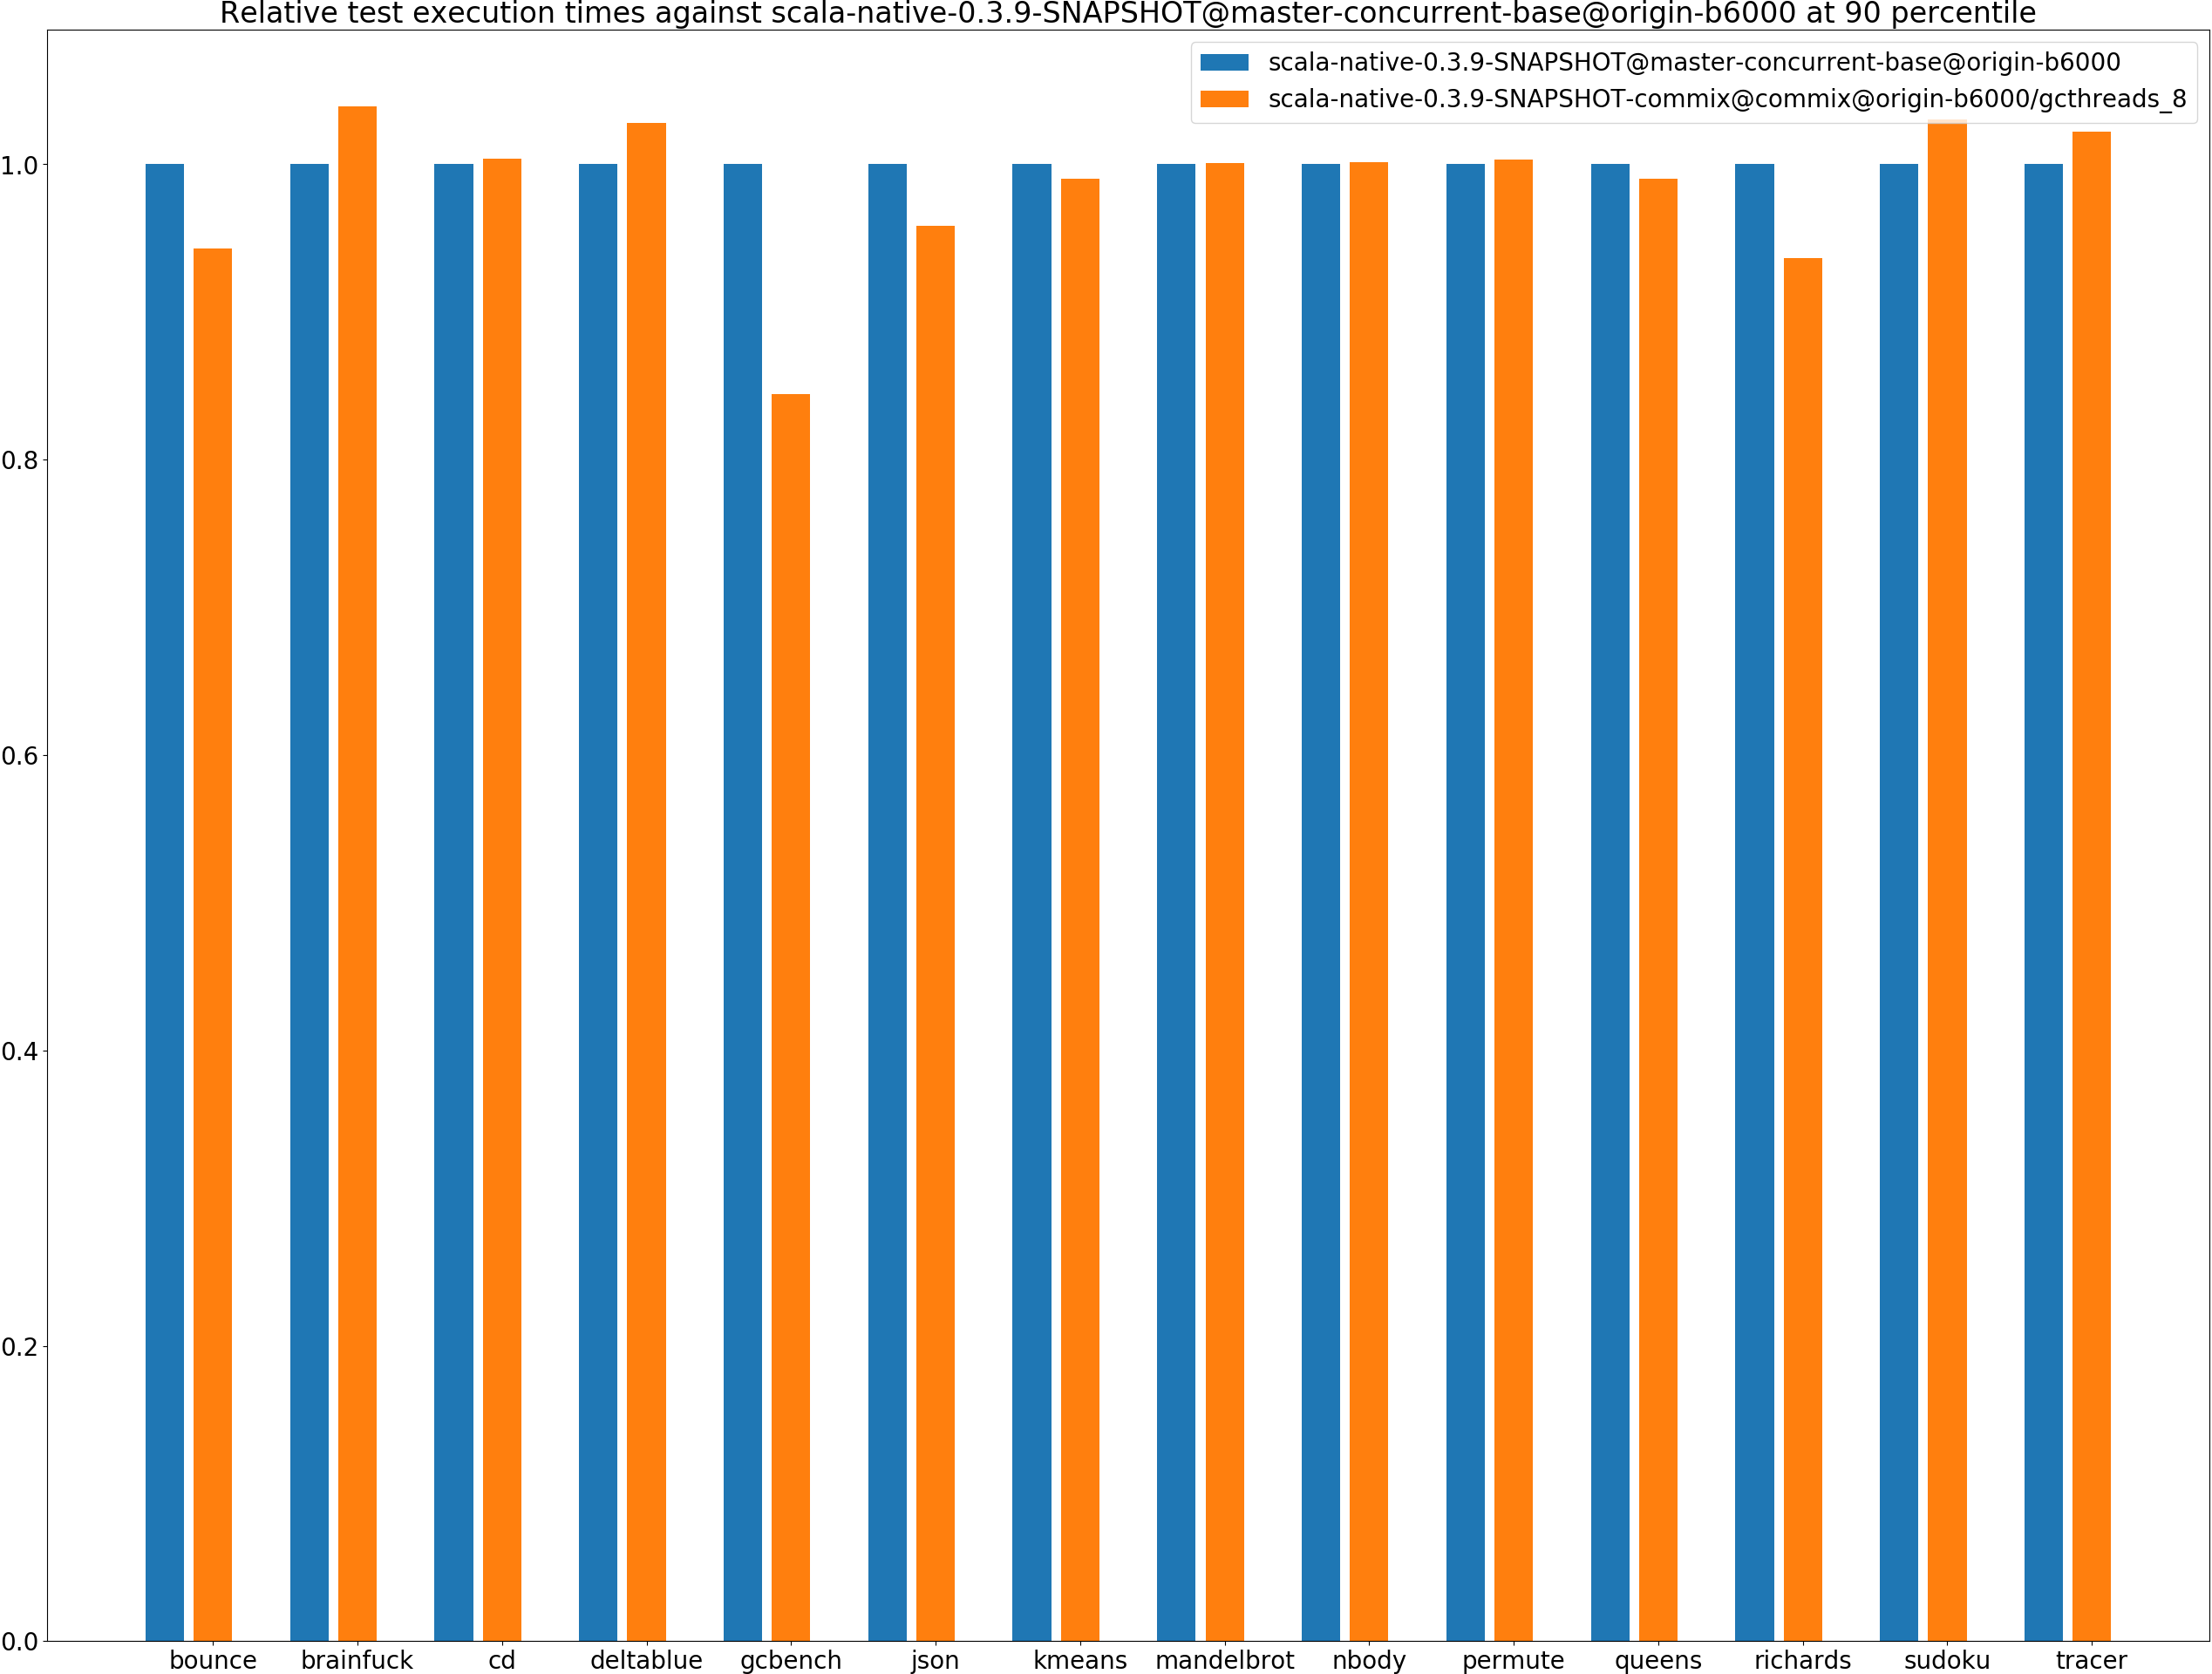 Relative test execution times against scala-native-0.3.9-SNAPSHOT@master-concurrent-base@origin-b6000 at 90 percentile
scala-native-0.3.9-SNAPSHOT@master-concurrent-base@origin-b6000
scala-native-0.3.9-SNAPSHOT-commix@commix@origin-b6000/gcthreads_8
1.0
0.8
0.6
0.4
0.2
0.0
bounce brainfuck cd deltablue gcbench json kmeans mandelbrot nbody permute queens richards sudoku tracer